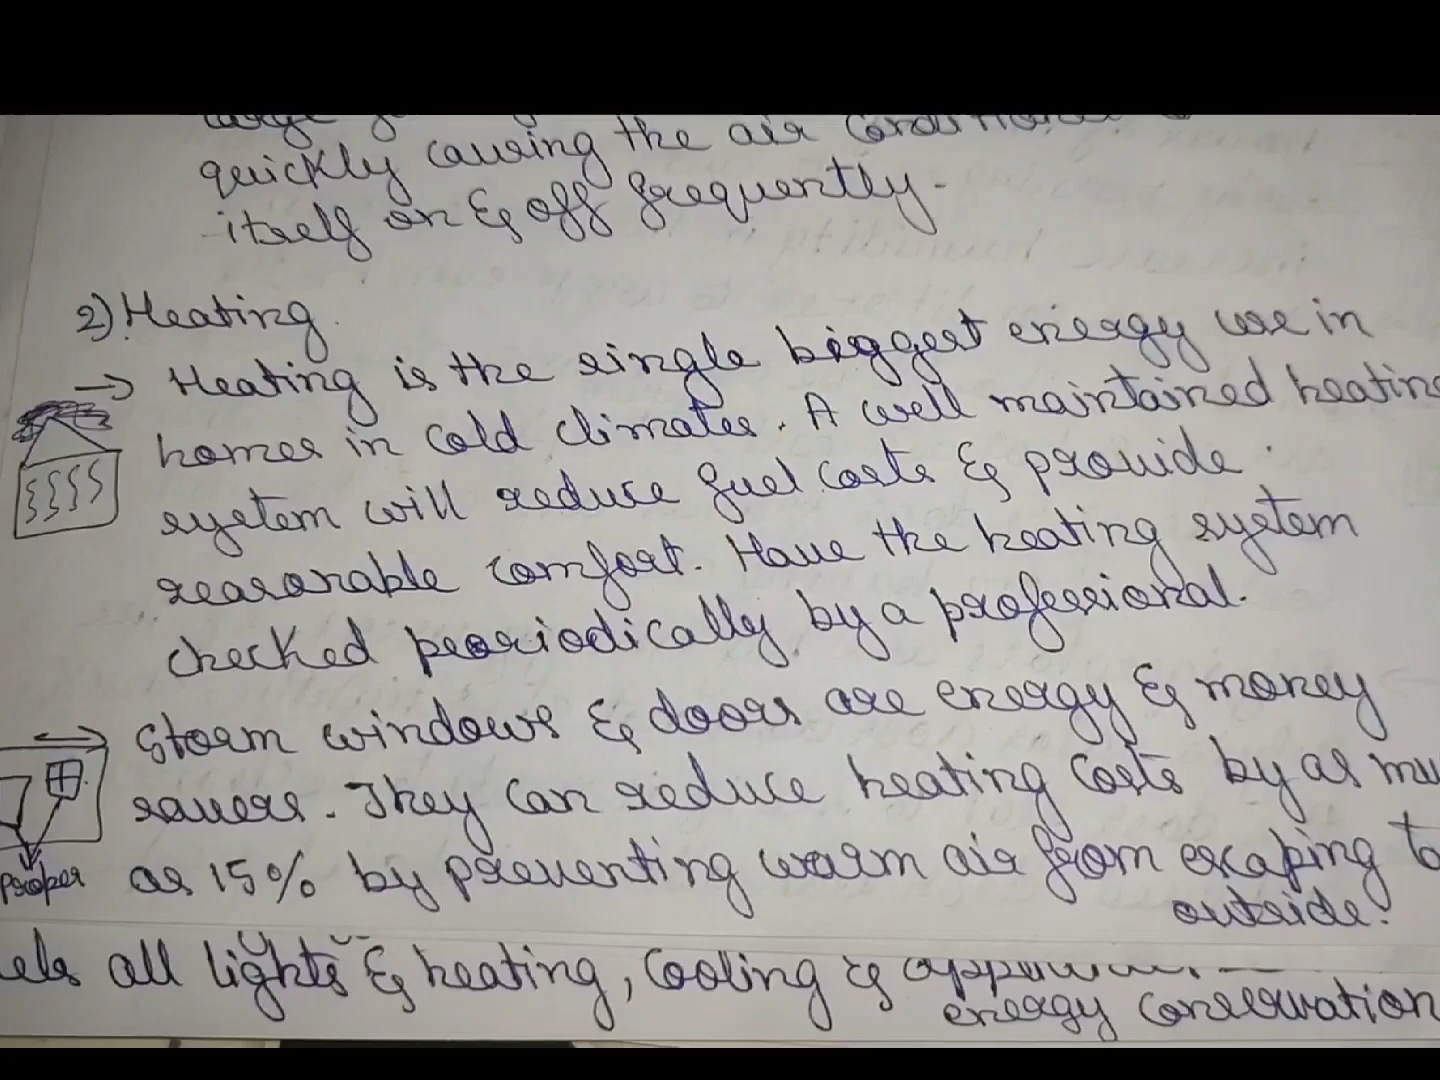 quickly causing the air
itself on & off frequently.
2) Heating.
→ Heating is the single biggest energy use in
homes in cold climates. A well maintained heating
system will reduce fuel costs & provide
reasonable comfort. Have the heating system
checked periodically by a professional.
Storm windows & doors are energy & money
savers. They can reduce heating costs by as mu
as 15% by preventing warm air from escaping to
proper
outside.
els all lights & heating, cooling &
energy conservation